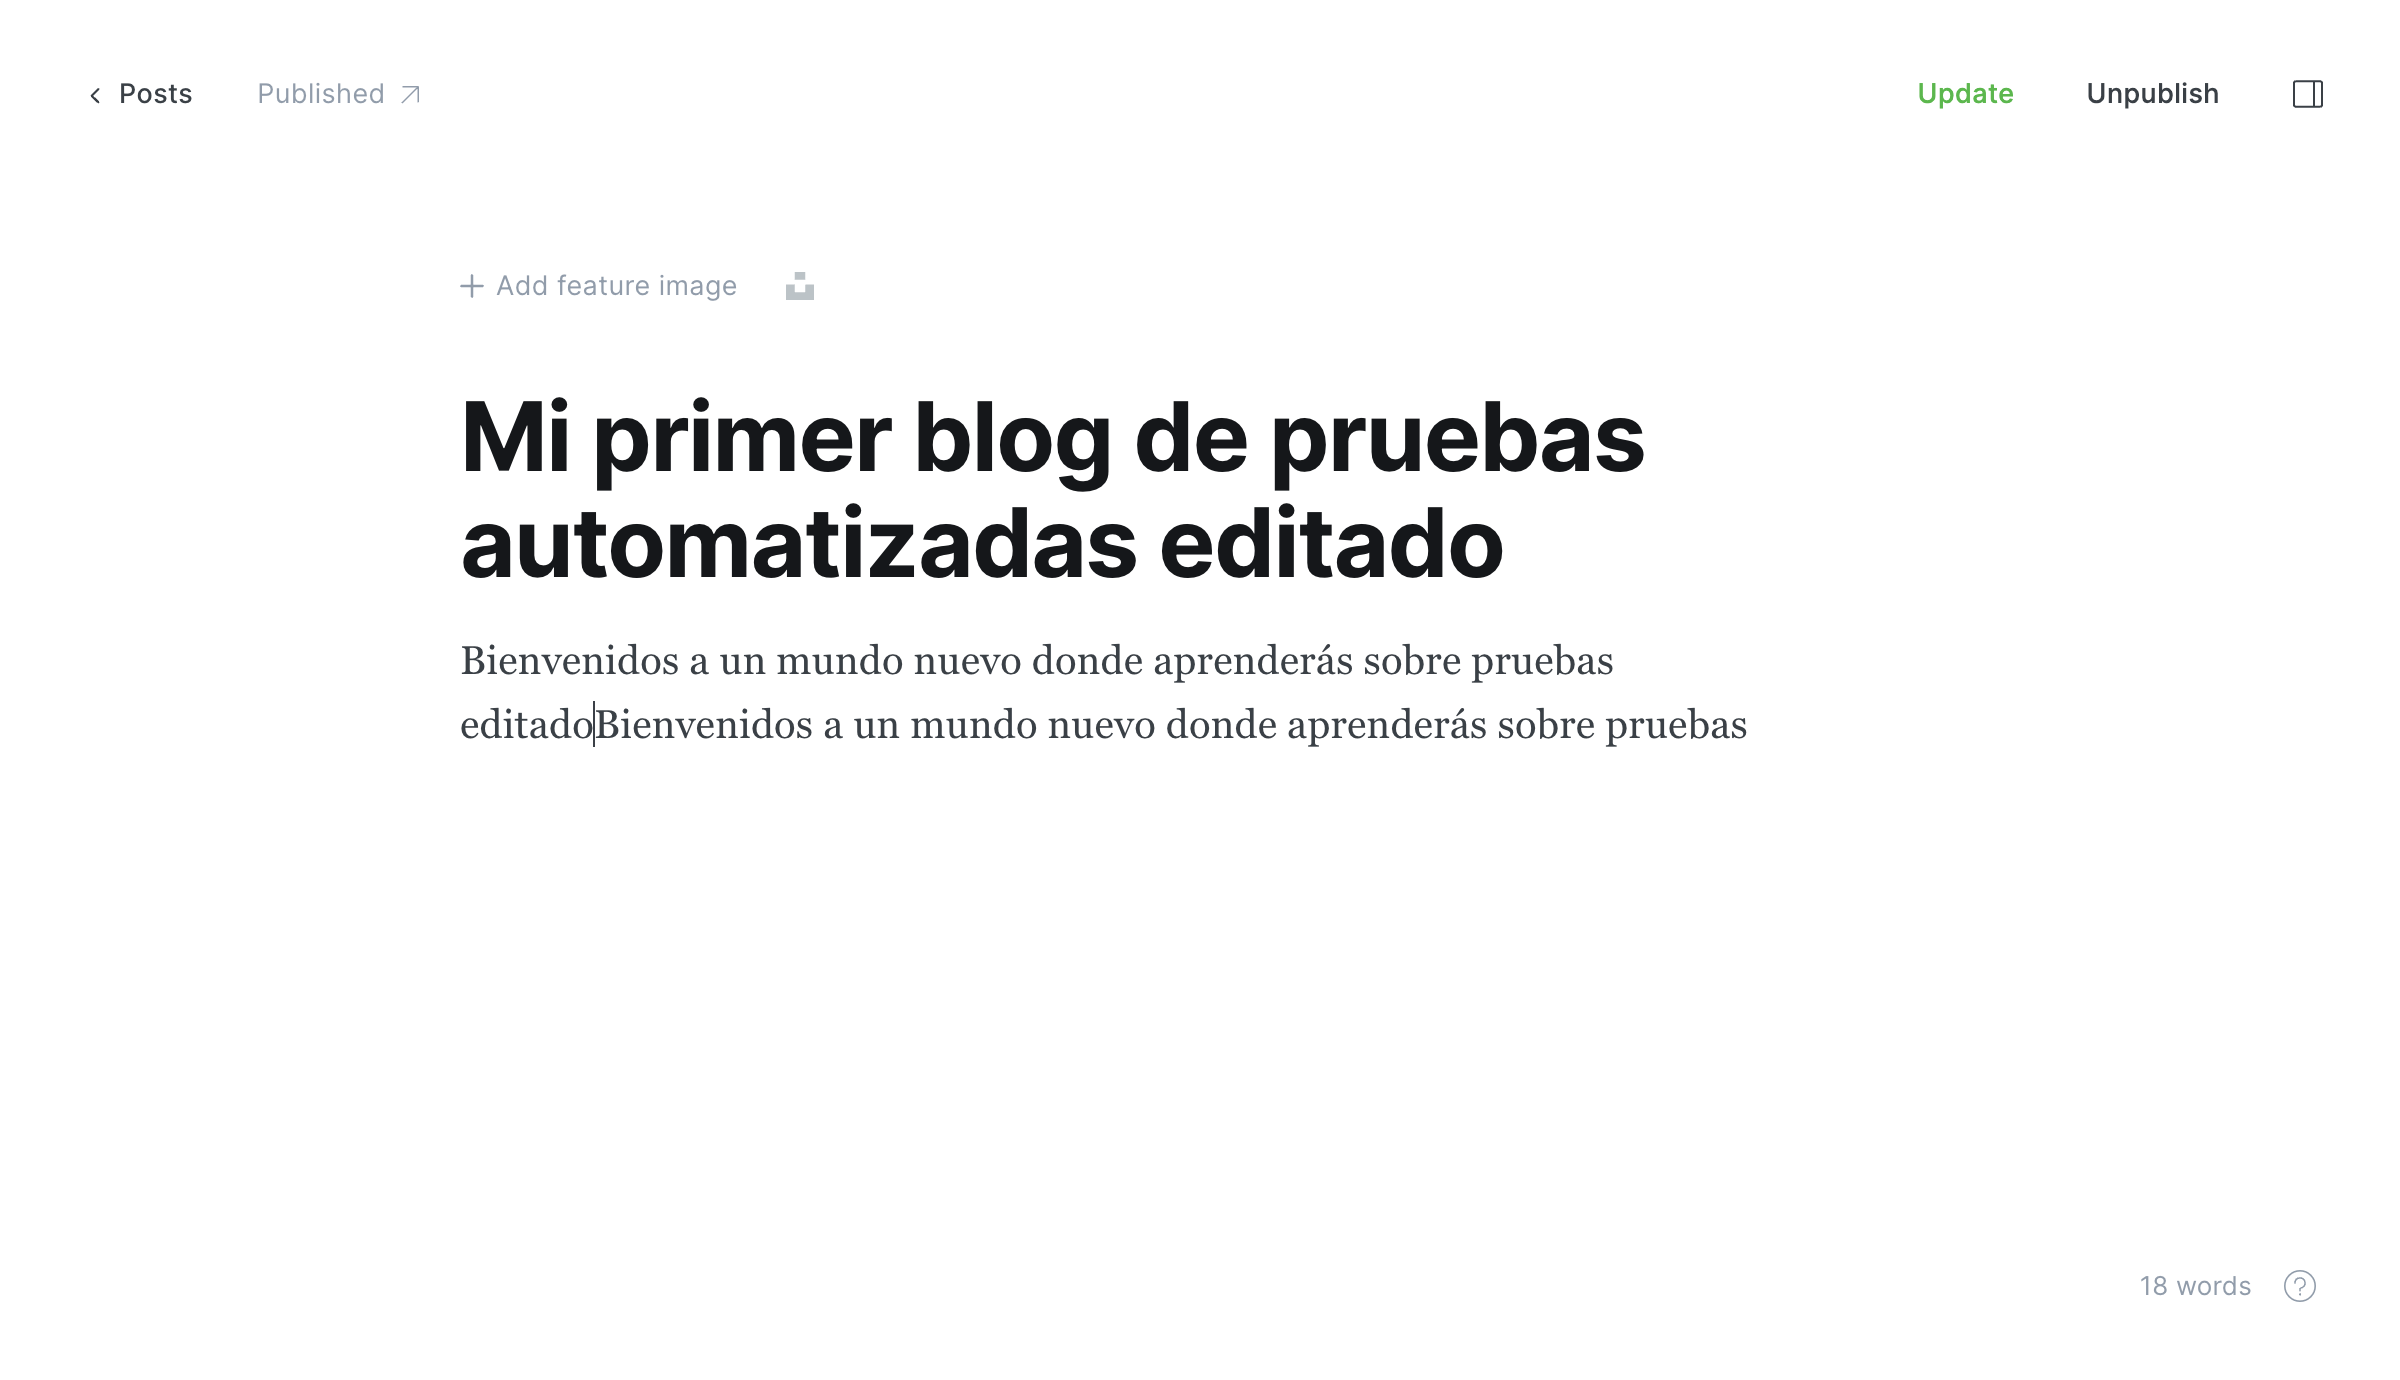 Posts
Published
Update
Unpublish
Add feature image
Mi primer blog de pruebas
automatizadas editado
Bienvenidos a un mundo nuevo donde aprenderás sobre pruebas
editadoBienvenidos a un mundo nuevo donde aprenderás sobre pruebas
18 words
?